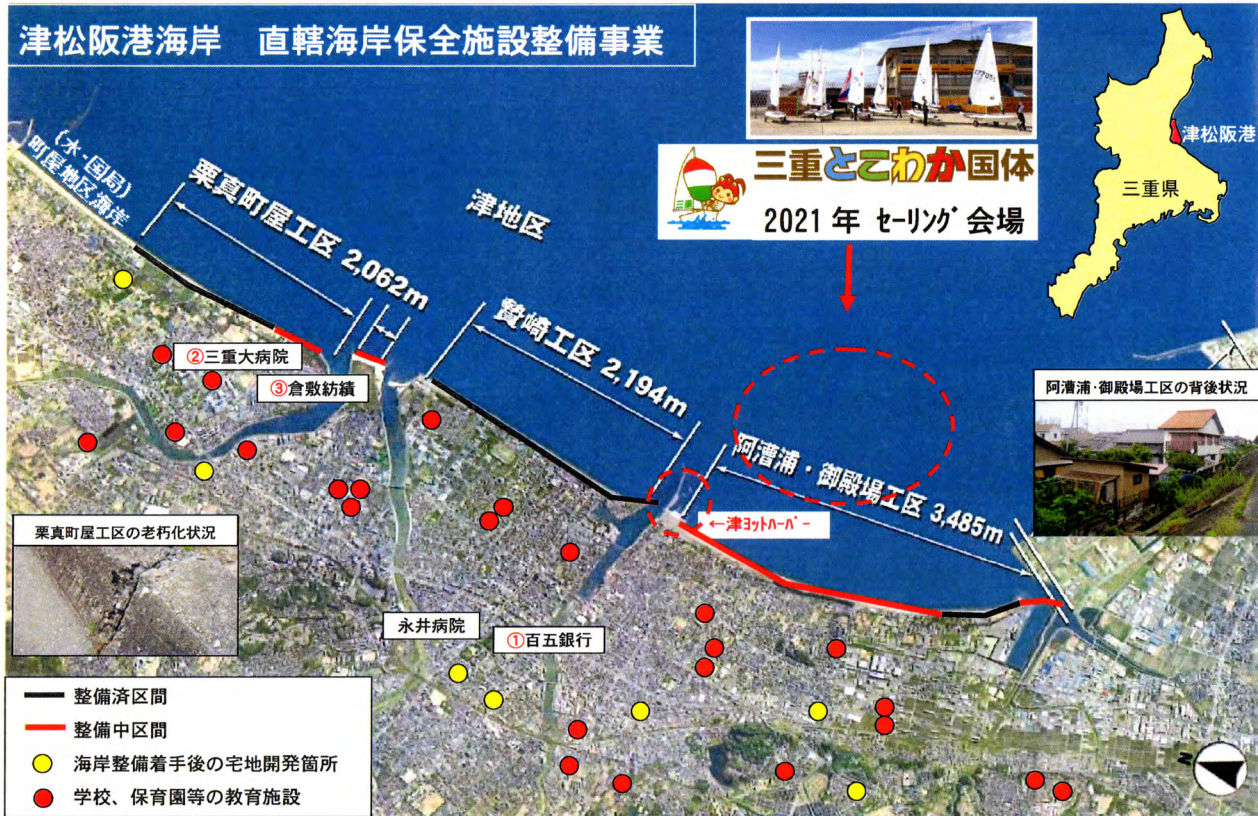 津松阪港海岸　直轄海岸保全施設整備事業
三重とこわか国体
2021年 ｾｰﾘﾝｸﾞ 会場
津松阪港
三重県
(水・国局)
町屋地区海岸
栗真町屋工区 2,062m
津地区
贄崎工区 2,194m
阿漕浦・御殿場工区 3,485m
②三重大病院
③倉敷紡績
←津ﾖｯﾄﾊｰﾊﾞｰ
阿漕浦・御殿場工区の背後状況
栗真町屋工区の老朽化状況
永井病院
①百五銀行
整備済区間
整備中区間
海岸整備着手後の宅地開発箇所
学校、保育園等の教育施設
N